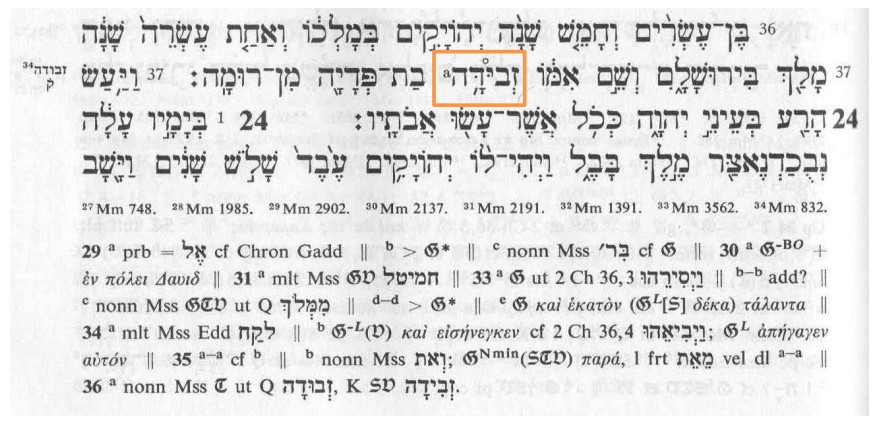 36 בֶּן־עֶשְׂרִ֨ים וְחָמֵ֤שׁ שָׁנָה֙ יְהוֹיָקִ֣ים בְּמָלְכ֔וֹ וְאַחַ֤ת עֶשְׂרֵה֙ שָׁנָ֔ה
37 מָלַ֖ךְ בִּירוּשָׁלָ֑͏ִם וְשֵׁ֣ם אִמּ֔וֹ זְבִידָּ֥ה a בַת־פְּדָיָ֖ה מִן־רוּמָֽה׃ 37 וַיַּ֥עַשׂ זבודה 34
24 הָרַ֖ע בְּעֵינֵ֣י יְהוָ֑ה כְּכֹ֥ל אֲשֶׁר־עָשׂ֖וּ אֲבֹתָֽיו׃ 24 1 בְּיָמָ֣יו עָלָ֔ה
נְבֻכַדְנֶאצַּ֖ר מֶ֣לֶךְ בָּבֶ֑ל וַיְהִי־ל֨וֹ יְהוֹיָקִ֤ים עֶ֙בֶד֙ שָׁלֹ֣שׁ שָׁנִ֔ים וַיָּ֖שָׁב
27 Mm 748. 28 Mm 1985. 29 Mm 2902. 30 Mm 2137. 31 Mm 2191. 32 Mm 1391. 33 Mm 3562. 34 Mm 832.
29 a prb = אֶל cf Chron Gadd ‖ b > 𝔊* ‖ c nonn Mss בְּר׳ cf 𝔊 ‖ 30 a 𝔊-BO +
ἐν πόλει Δαυιδ ‖ 31 a mlt Mss 𝔊𝔙 חמיטל ‖ 33 a 𝔊 ut 2 Ch 36,3 וַיְסִירֵהוּ ‖ b–b add? ‖
c nonn Mss 𝔊𝔗𝔙 ut Q מִמְּלֹךְ ‖ d–d > 𝔊* ‖ e 𝔊 καὶ ἑκατὸν (𝔊L[S] δέκα) τάλαντα ‖
34 a mlt Mss Edd לקח ‖ b 𝔊-L(𝔙) καὶ εἰσήνεγκεν cf 2 Ch 36,4 וַיְבִיאֵהוּ; 𝔊L ἀπήγαγεν
αὐτόν ‖ 35 a–a cf b ‖ b nonn Mss וְאת; 𝔊Nmin(S𝔗𝔙) παρά, l frt מֵאֵת vel dl a–a ‖
36 a nonn Mss 𝔗 ut Q זְבוּדָה, K S𝔙 זְבִידָה.